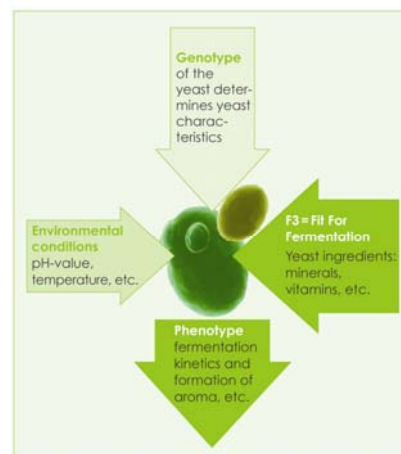 Genotype
of the
yeast deter-
mines yeast
charac-
teristics
Environmental
conditions
pH-value,
temperature, etc.
F3=Fit For
Fermentation
Yeast ingredients:
minerals,
vitamins, etc.
Phenotype
fermentation
kinetics and
formation of
aroma, etc.